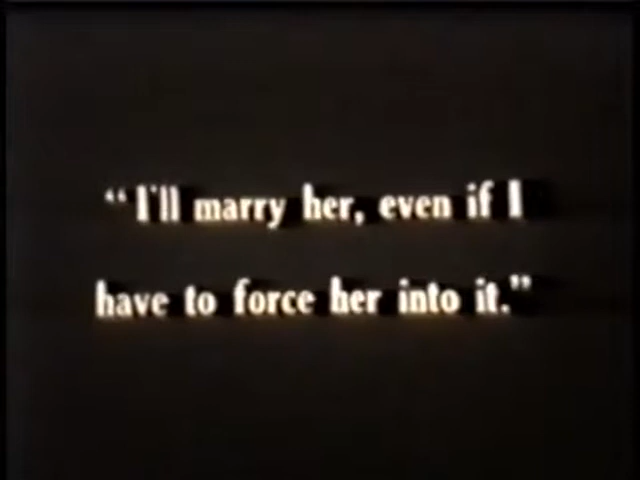 “I'll marry her, even if I
have to force her into it.”